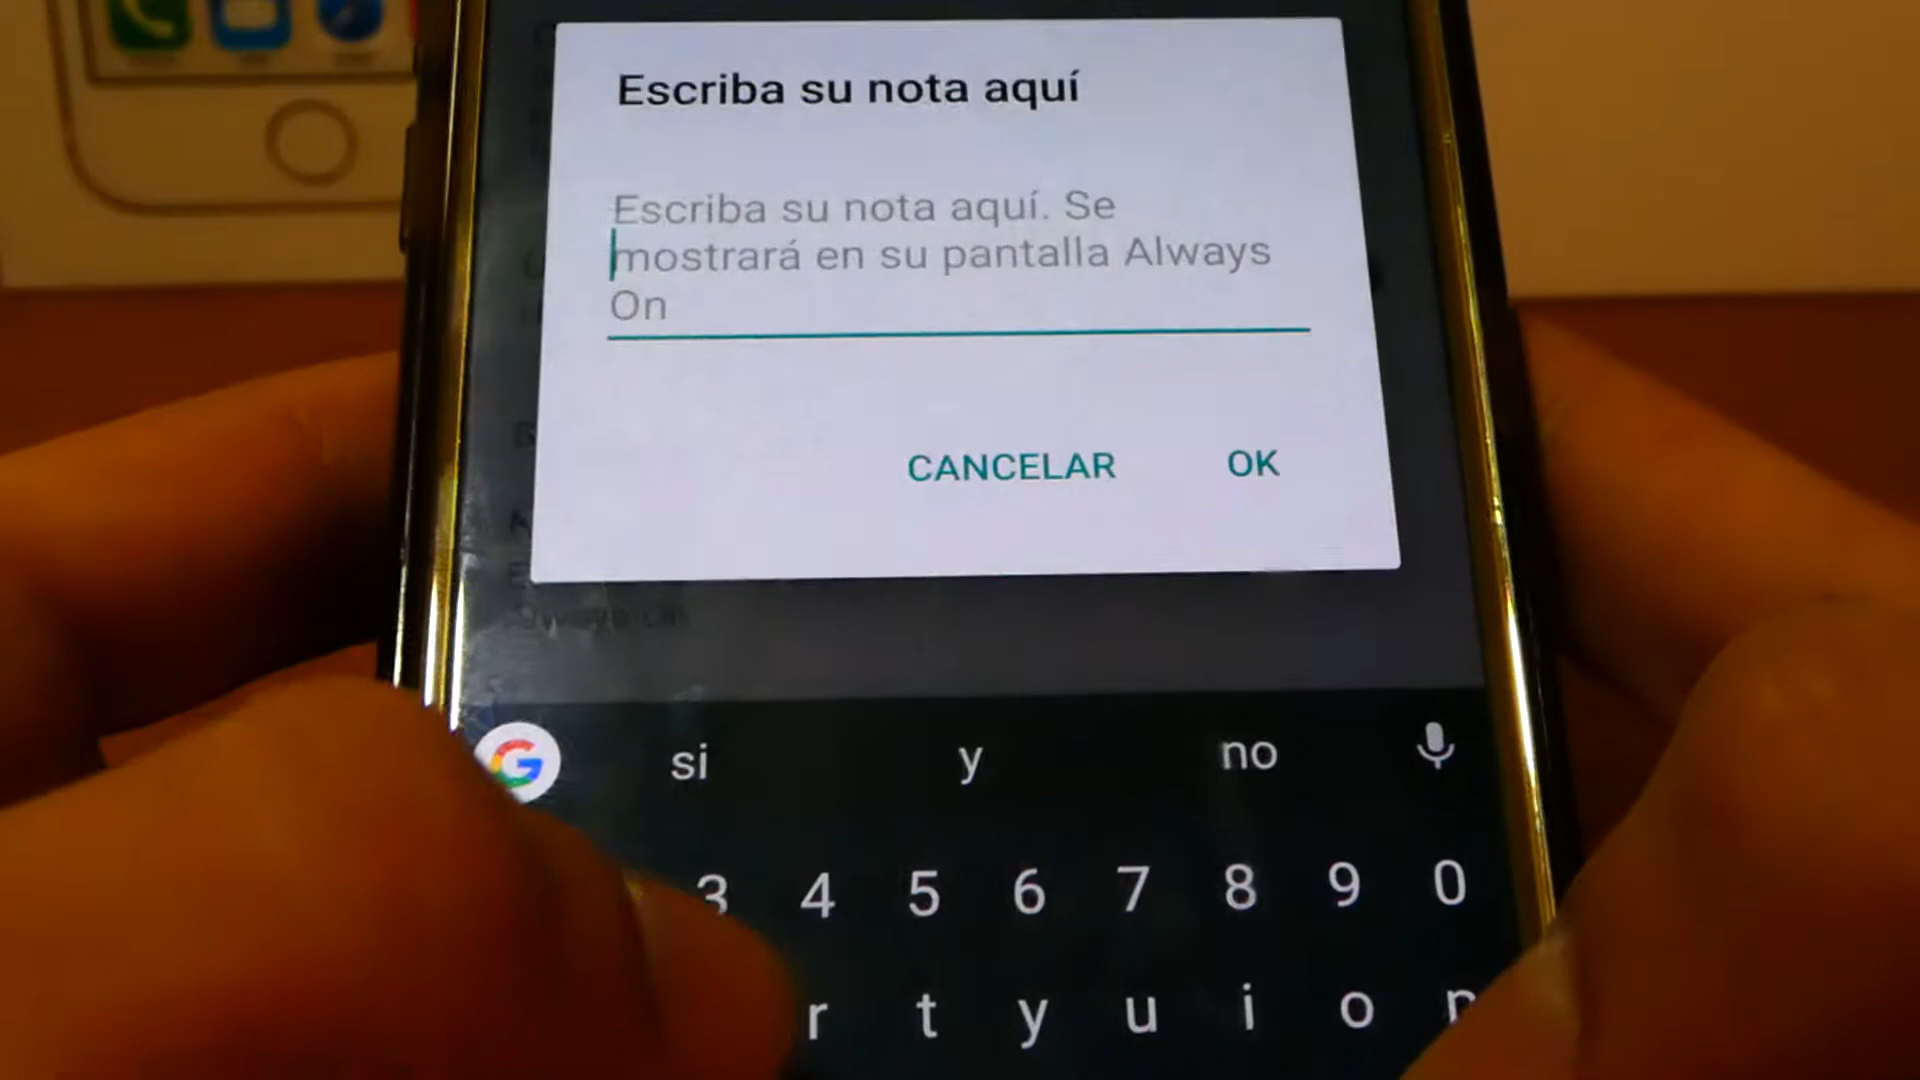 Escriba su nota aquí
Escriba su nota aquí. Se
mostrará en su pantalla Always
On
CANCELAR OK
si y no
3 4 5 6 7 8 9 0
r t y u i o p